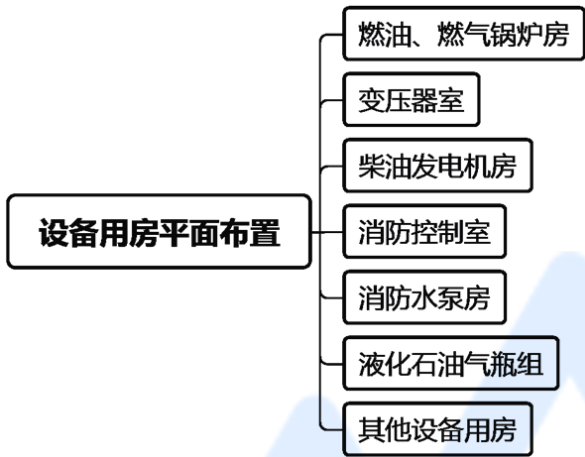 燃油、燃气锅炉房
变压器室
柴油发电机房
设备用房平面布置
消防控制室
消防水泵房
液化石油气瓶组
其他设备用房